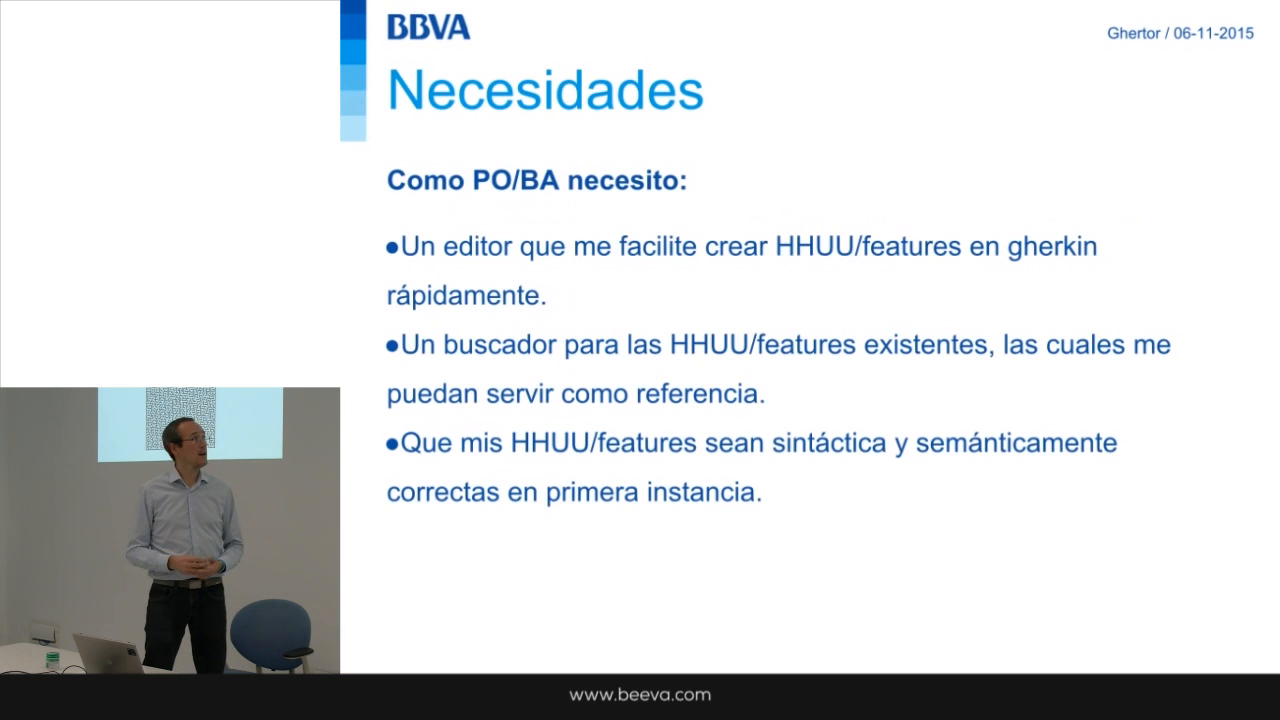 BBVA
Ghertor / 06-11-2015
Necesidades
Como PO/BA necesito:
●Un editor que me facilite crear HHUU/features en gherkin
rápidamente.
●Un buscador para las HHUU/features existentes, las cuales me
puedan servir como referencia.
●Que mis HHUU/features sean sintáctica y semánticamente
correctas en primera instancia.
www.beeva.com